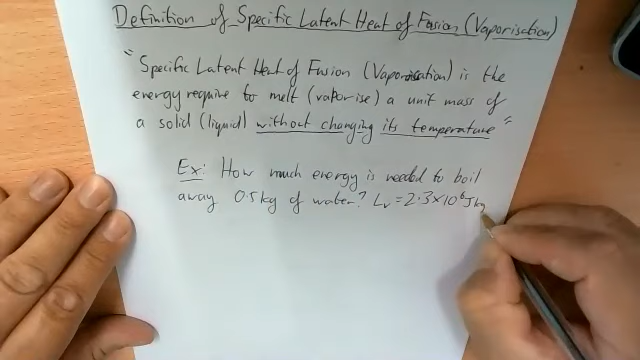 Definition of Specific Latent Heat of Fusion (Vaporisation)
"Specific Latent Heat of Fusion (Vaporisation) is the
energy require to melt (vaporise) a unit mass of
a solid (liquid) without changing its temperature"
Ex: How much energy is needed to boil
away 0.5kg of water? Lv = 2.3×10⁶Jkg